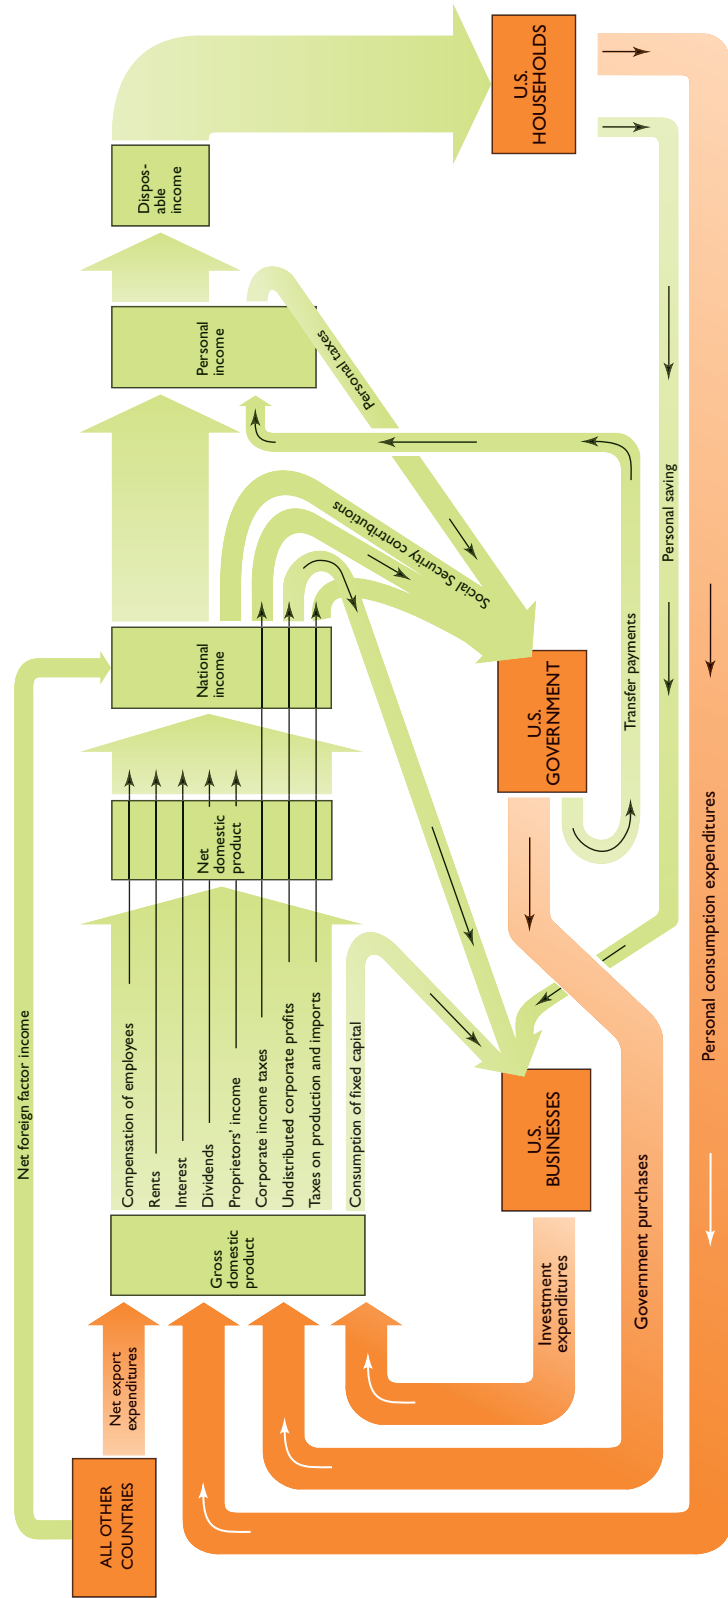 Net foreign factor income
ALL OTHER
COUNTRIES
Net export
expenditures
Gross
domestic
product
Compensation of employees
Rents
Interest
Dividends
Proprietors’ income
Corporate income taxes
Undistributed corporate profits
Taxes on production and imports
Consumption of fixed capital
Net
domestic
product
National
income
Personal
income
Dispos-
able
income
Personal taxes
Social Security contributions
U.S.
HOUSEHOLDS
U.S.
GOVERNMENT
U.S.
BUSINESSES
Investment
expenditures
Transfer payments
Government purchases
Personal saving
Personal consumption expenditures